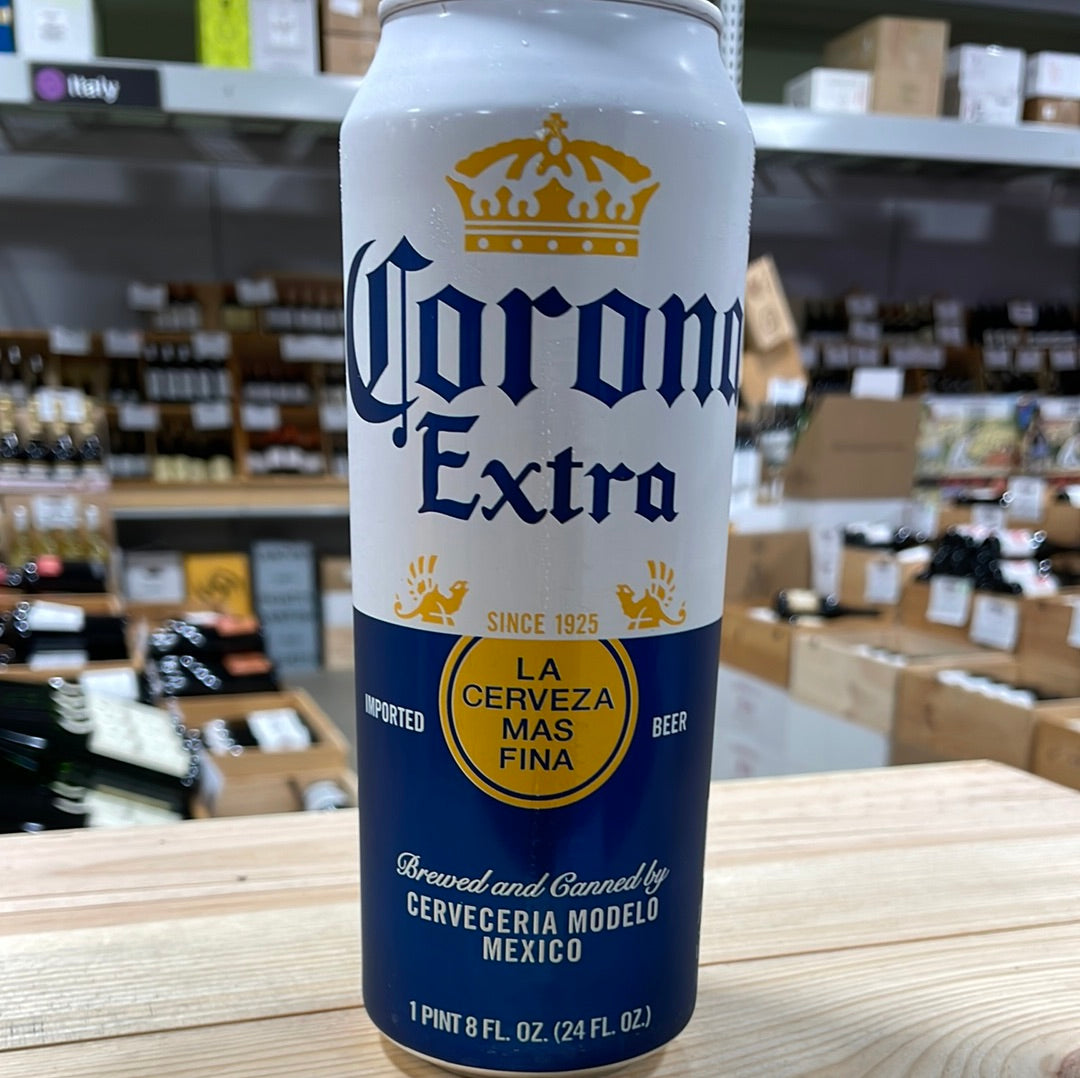 Italy
Corona
Extra
SINCE 1925
LA
CERVEZA
MAS
FINA
IMPORTED
BEER
Brewed and Canned by
CERVECERIA MODELO
MEXICO
1 PINT 8 FL. OZ. (24 FL. OZ.)